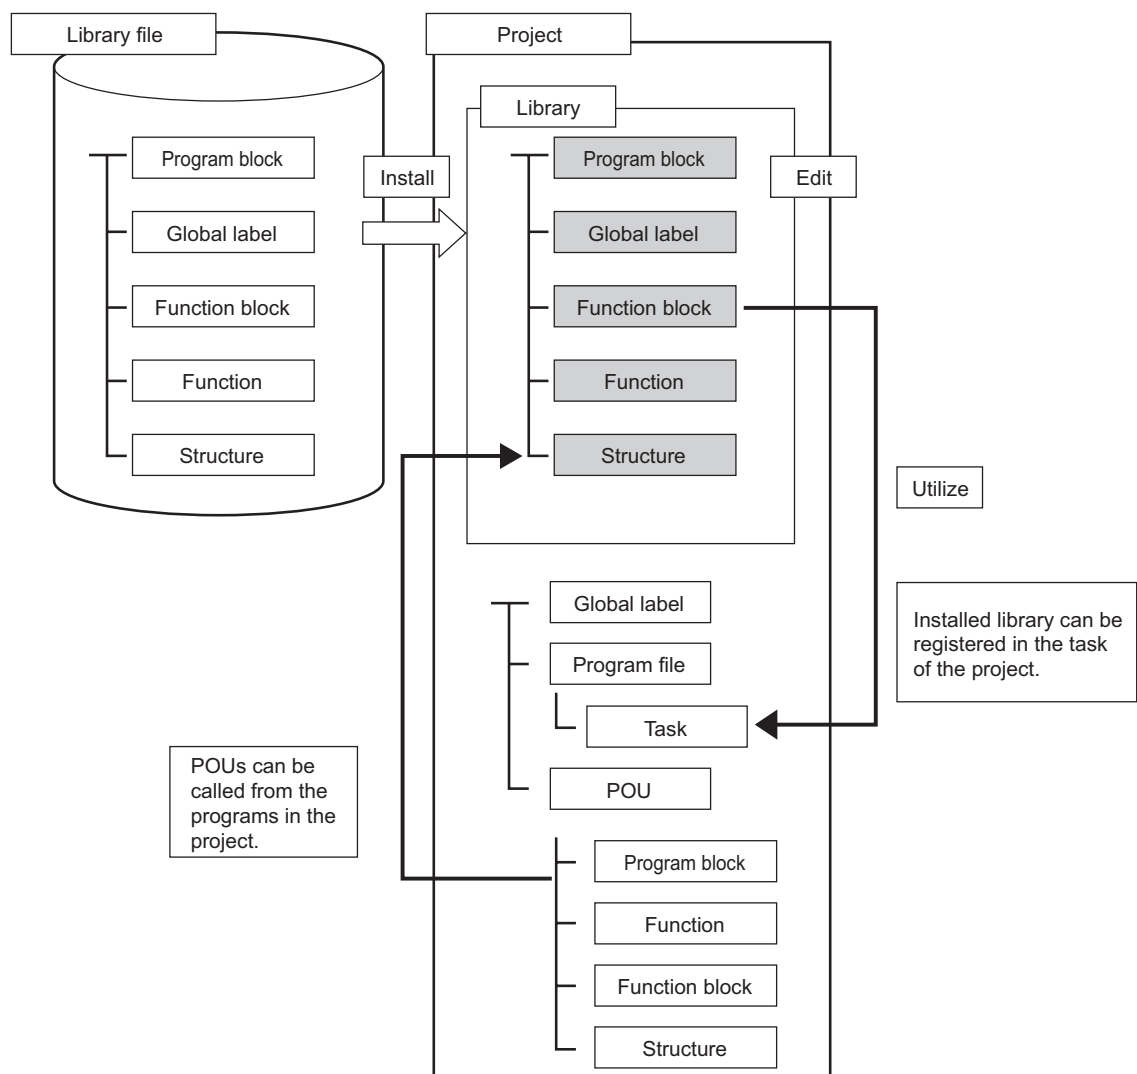 Library file
Program block
Global label
Function block
Function
Structure
Install
Project
Library
Program block
Global label
Function block
Function
Structure
Edit
Utilize
Installed library can be
registered in the task
of the project.
Global label
Program file
Task
POU
Program block
Function
Function block
Structure
POUs can be
called from the
programs in the
project.